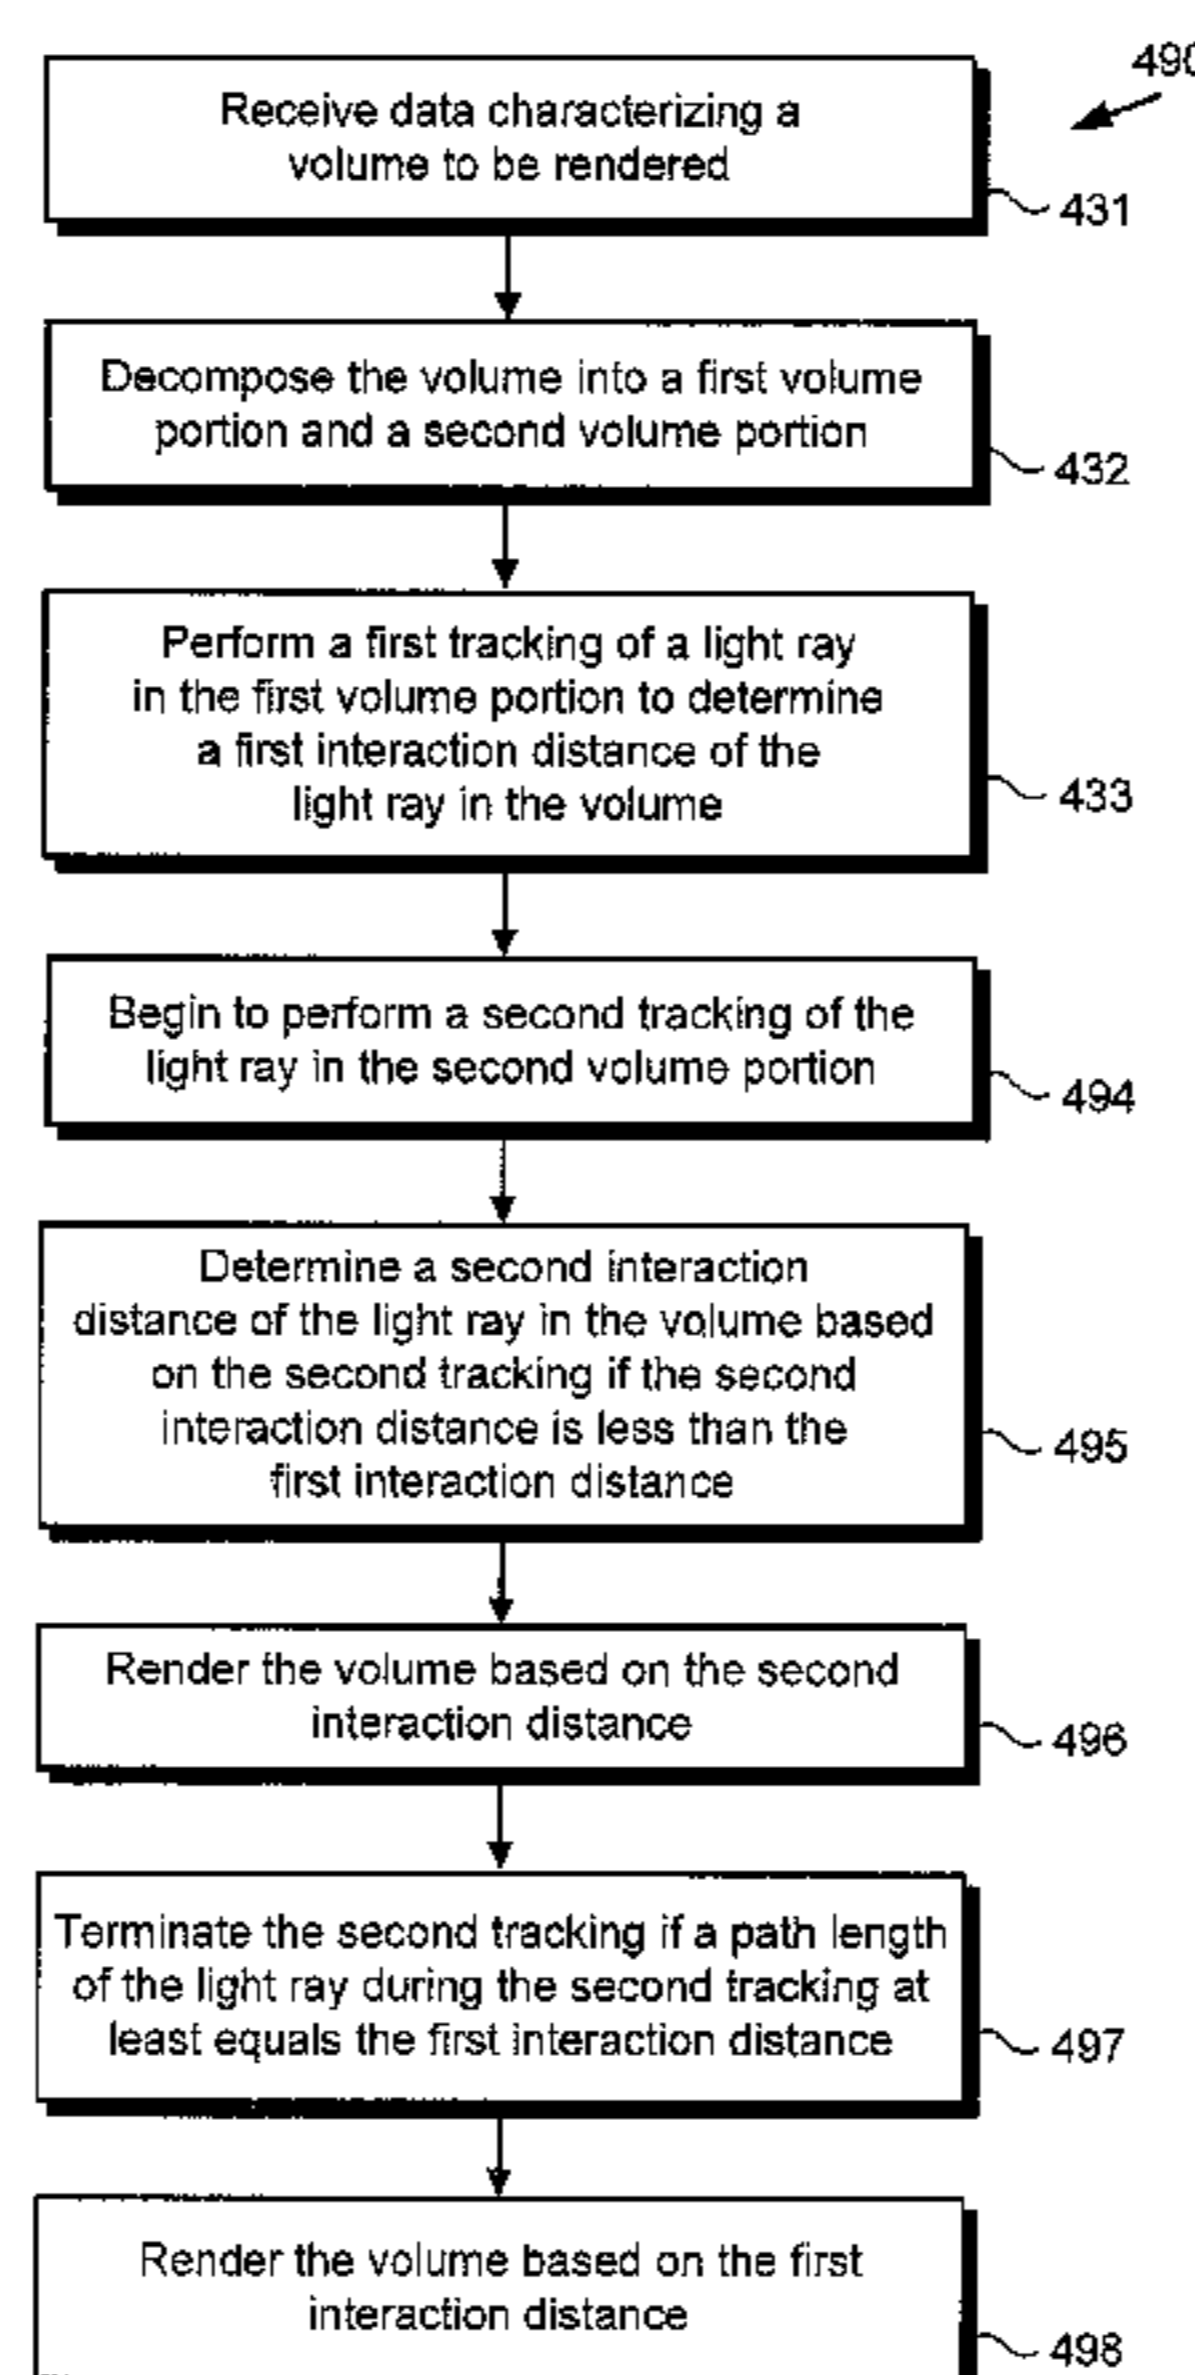 490
Receive data characterizing a
volume to be rendered
431
Decompose the volume into a first volume
portion and a second volume portion
432
Perform a first tracking of a light ray
in the first volume portion to determine
a first interaction distance of the
light ray in the volume
433
Begin to perform a second tracking of the
light ray in the second volume portion
494
Determine a second interaction
distance of the light ray in the volume based
on the second tracking if the second
interaction distance is less than the
first interaction distance
495
Render the volume based on the second
interaction distance
496
Terminate the second tracking if a path length
of the light ray during the second tracking at
least equals the first interaction distance
497
Render the volume based on the first
interaction distance
498